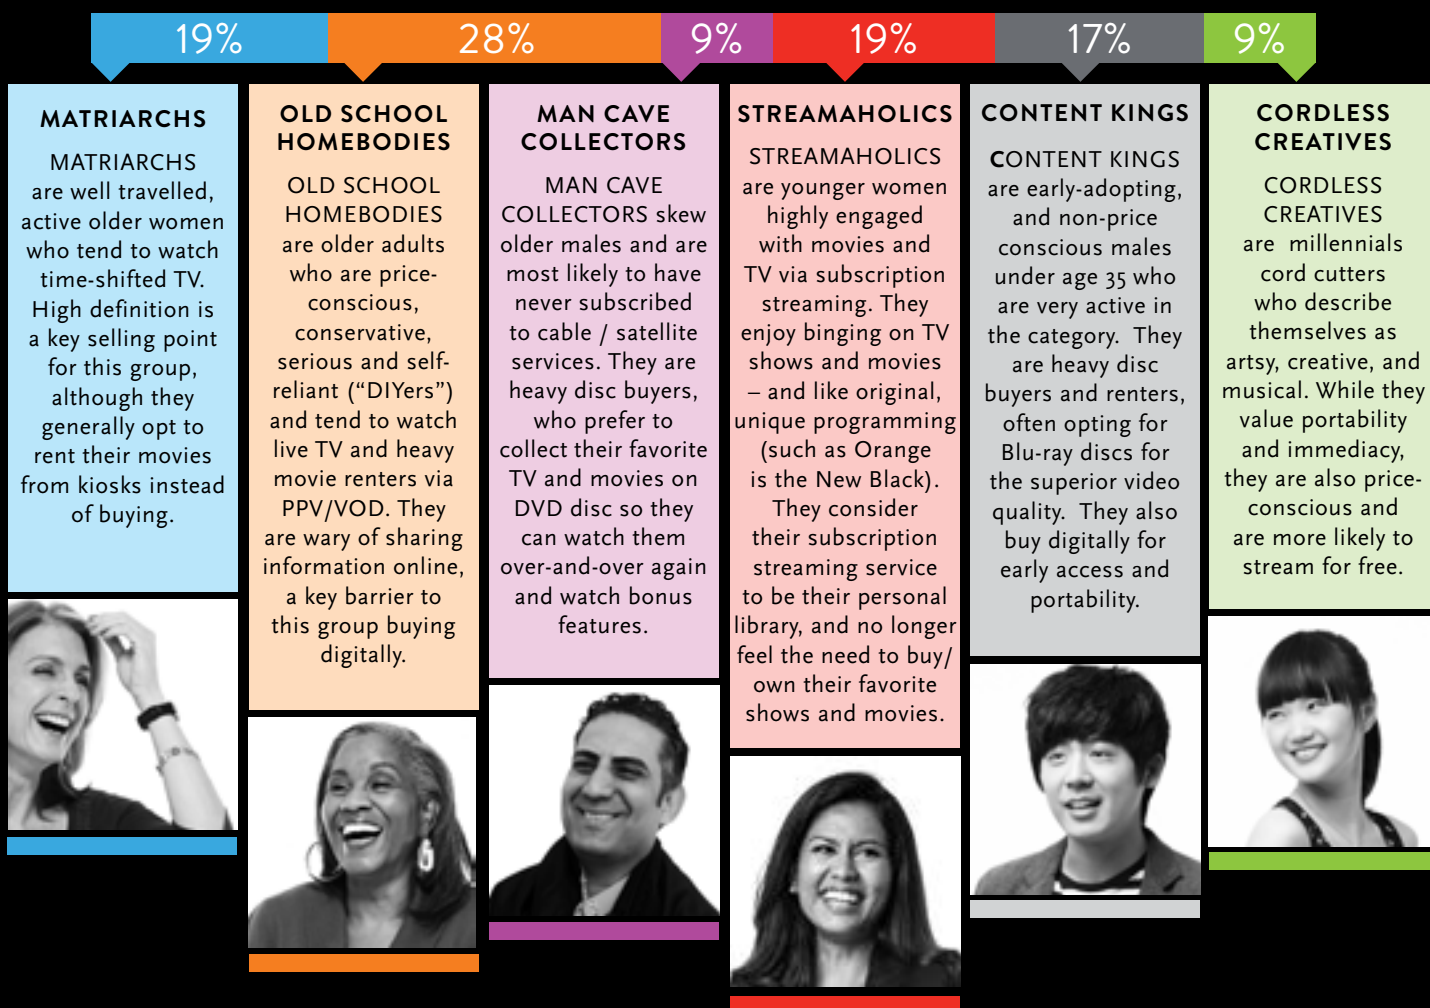 19%
28%
9%
19%
17%
9%
MATRIARCHS
MATRIARCHS
are well travelled,
active older women
who tend to watch
time-shifted TV.
High definition is
a key selling point
for this group,
although they
generally opt to
rent their movies
from kiosks instead
of buying.
OLD SCHOOL
HOMEBODIES
OLD SCHOOL
HOMEBODIES
are older adults
who are price-
conscious,
conservative,
serious and self-
reliant (“DIYers”)
and tend to watch
live TV and heavy
movie renters via
PPV/VOD. They
are wary of sharing
information online,
a key barrier to
this group buying
digitally.
MAN CAVE
COLLECTORS
MAN CAVE
COLLECTORS skew
older males and are
most likely to have
never subscribed
to cable / satellite
services. They are
heavy disc buyers,
who prefer to
collect their favorite
TV and movies on
DVD disc so they
can watch them
over-and-over again
and watch bonus
features.
STREAMAHOLICS
STREAMAHOLICS
are younger women
highly engaged
with movies and
TV via subscription
streaming. They
enjoy binging on TV
shows and movies
– and like original,
unique programming
(such as Orange
is the New Black).
They consider
their subscription
streaming service
to be their personal
library, and no longer
feel the need to buy/
own their favorite
shows and movies.
CONTENT KINGS
CONTENT KINGS
are early-adopting,
and non-price
conscious males
under age 35 who
are very active in
the category. They
are heavy disc
buyers and renters,
often opting for
Blu-ray discs for
the superior video
quality. They also
buy digitally for
early access and
portability.
CORDLESS
CREATIVES
CORDLESS
CREATIVES
are millennials
cord cutters
who describe
themselves as
artsy, creative, and
musical. While they
value portability
and immediacy,
they are also price-
conscious and
are more likely to
stream for free.